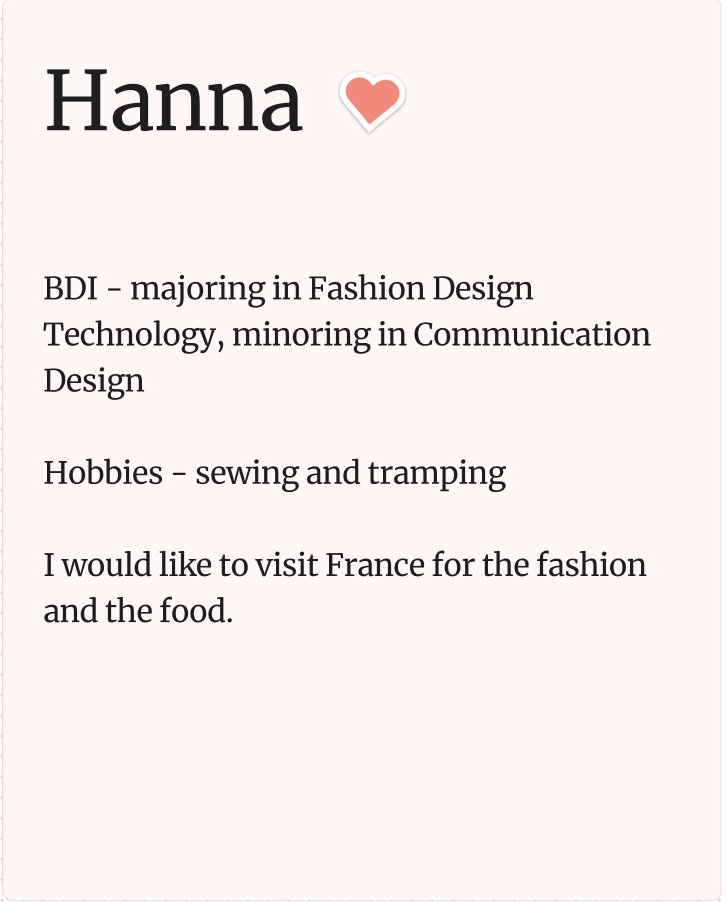 Hanna
BDI - majoring in Fashion Design
Technology, minoring in Communication
Design
Hobbies - sewing and tramping
I would like to visit France for the fashion
and the food.